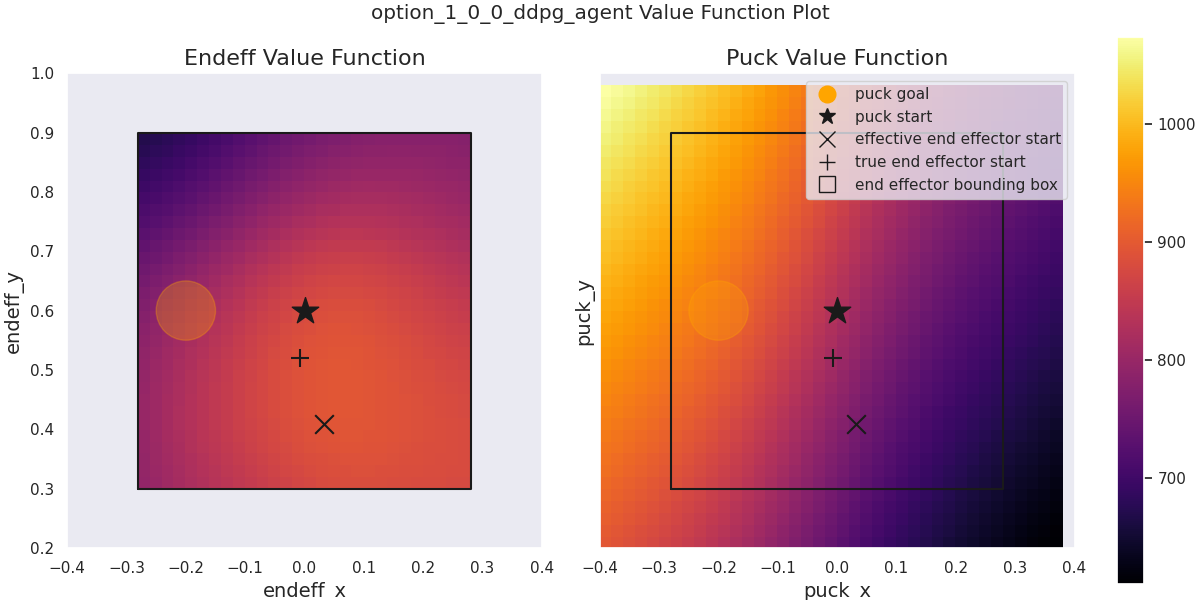 option_1_0_0_ddpg_agent Value Function Plot
Endeff Value Function
endeff_y
1.0
0.9
0.8
0.7
0.6
0.5
0.4
0.3
0.2
−0.4 −0.3 −0.2 −0.1 0.0 0.1 0.2 0.3 0.4
endeff_x
Puck Value Function
puck_y
puck goal
puck start
effective end effector start
true end effector start
end effector bounding box
−0.4 −0.3 −0.2 −0.1 0.0 0.1 0.2 0.3 0.4
puck_x
1000
900
800
700